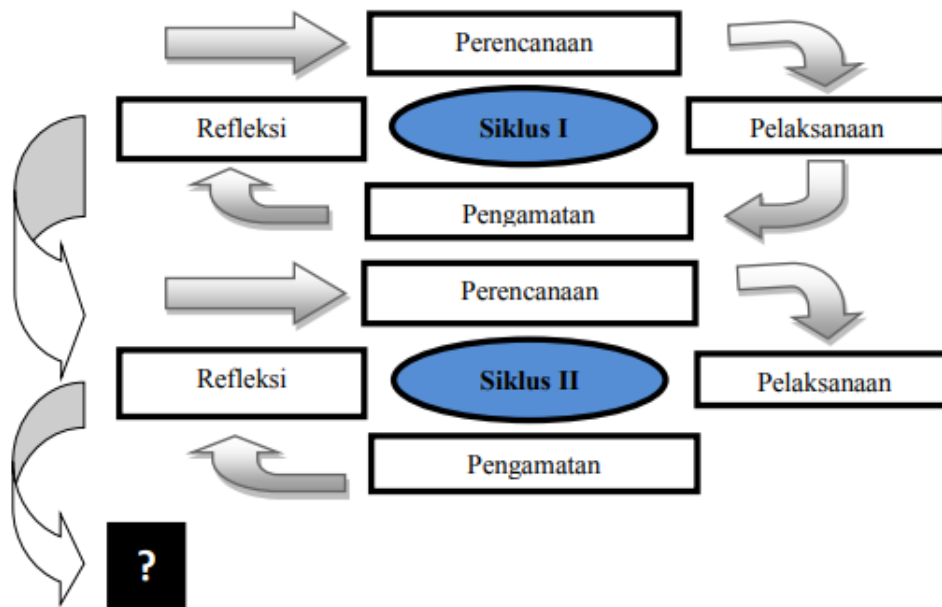 Perencanaan
Refleksi
Siklus I
Pelaksanaan
Pengamatan
Perencanaan
Refleksi
Siklus II
Pelaksanaan
Pengamatan
?